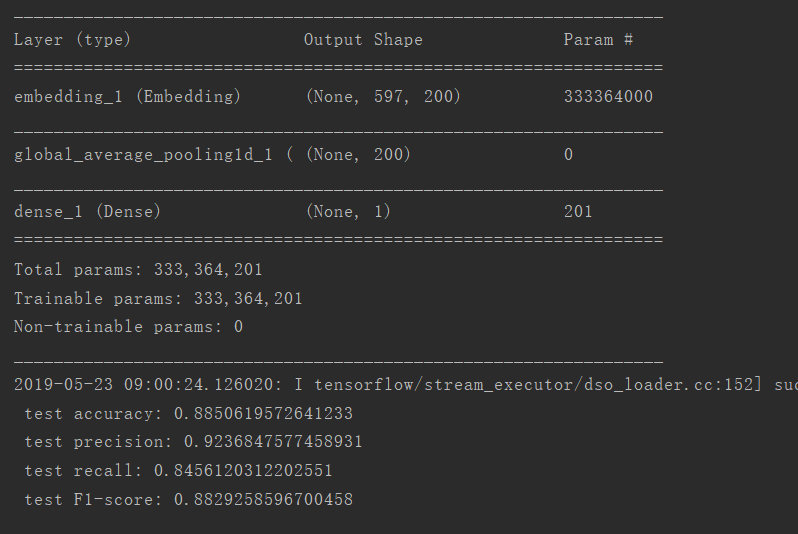 Layer (type) Output Shape Param #
=================================================================
embedding_1 (Embedding) (None, 597, 200) 333364000
_________________________________________________________________
global_average_pooling1d_1 ( (None, 200) 0
_________________________________________________________________
dense_1 (Dense) (None, 1) 201
=================================================================
Total params: 333,364,201
Trainable params: 333,364,201
Non-trainable params: 0
_________________________________________________________________
2019-05-23 09:00:24.126020: I tensorflow/stream_executor/dso_loader.cc:152] suc
test accuracy: 0.8850619572641233
test precision: 0.9236847577458931
test recall: 0.8456120312202551
test F1-score: 0.8829258596700458